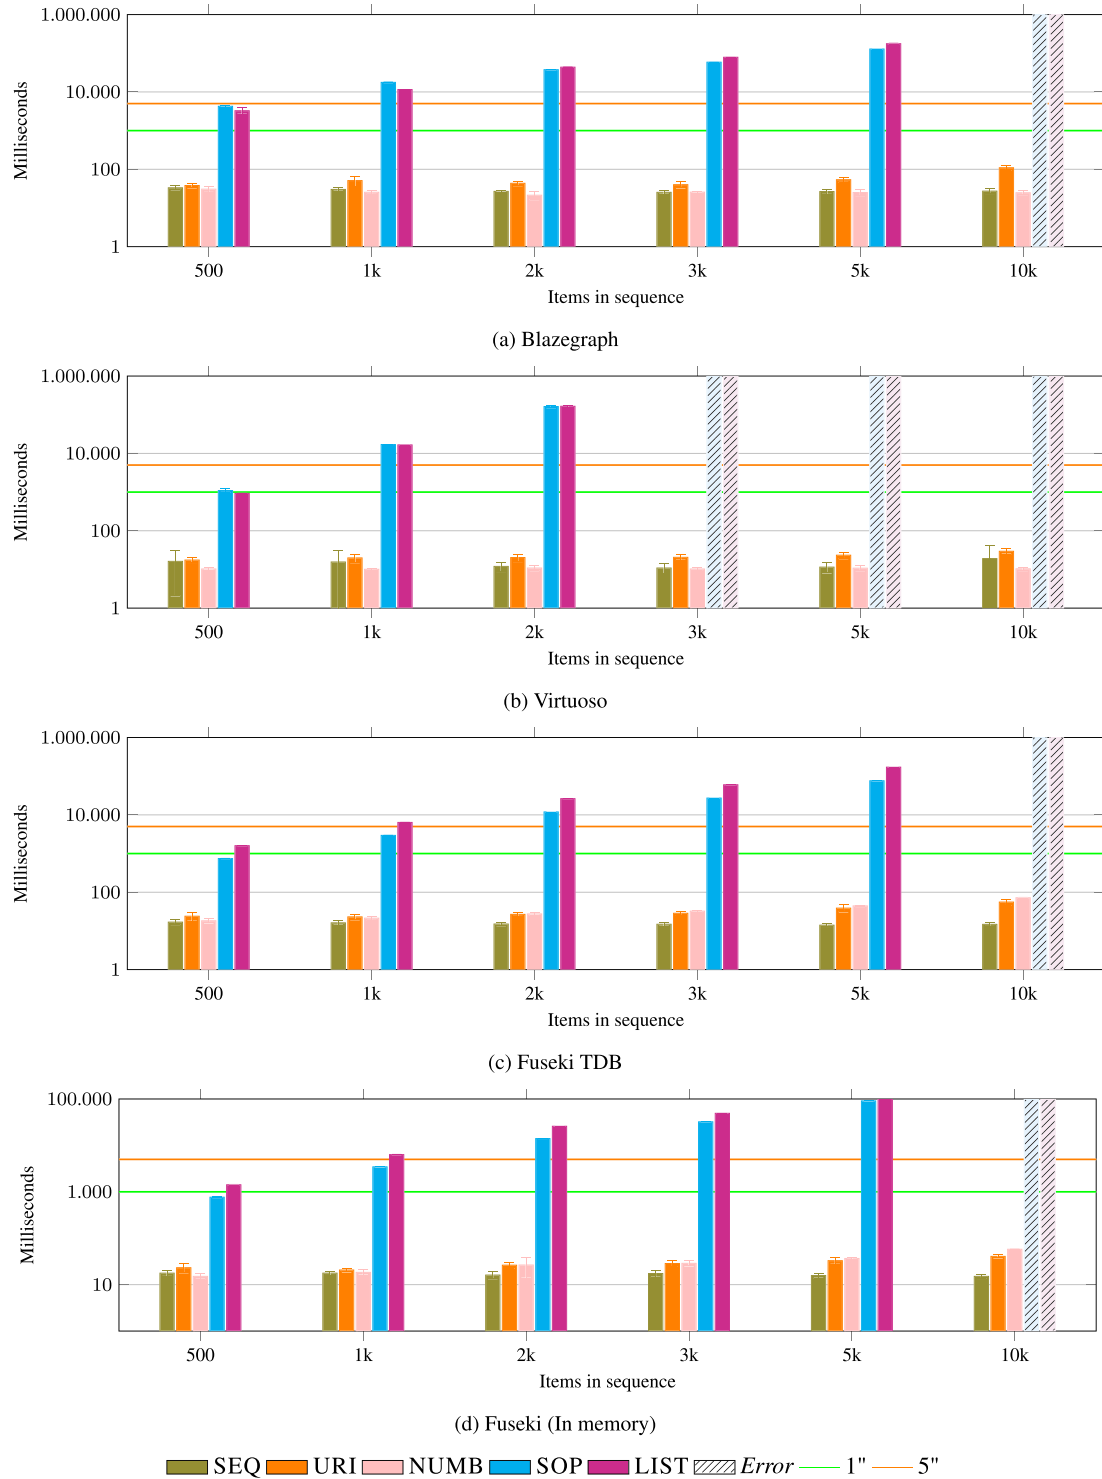 1.000.000
10.000
100
1
Milliseconds
500 1k 2k 3k 5k 10k
Items in sequence
(a) Blazegraph
1.000.000
10.000
100
1
Milliseconds
500 1k 2k 3k 5k 10k
Items in sequence
(b) Virtuoso
1.000.000
10.000
100
1
Milliseconds
500 1k 2k 3k 5k 10k
Items in sequence
(c) Fuseki TDB
100.000
1.000
10
Milliseconds
500 1k 2k 3k 5k 10k
Items in sequence
(d) Fuseki (In memory)
SEQ URI NUMB SOP LIST Error 1" 5"